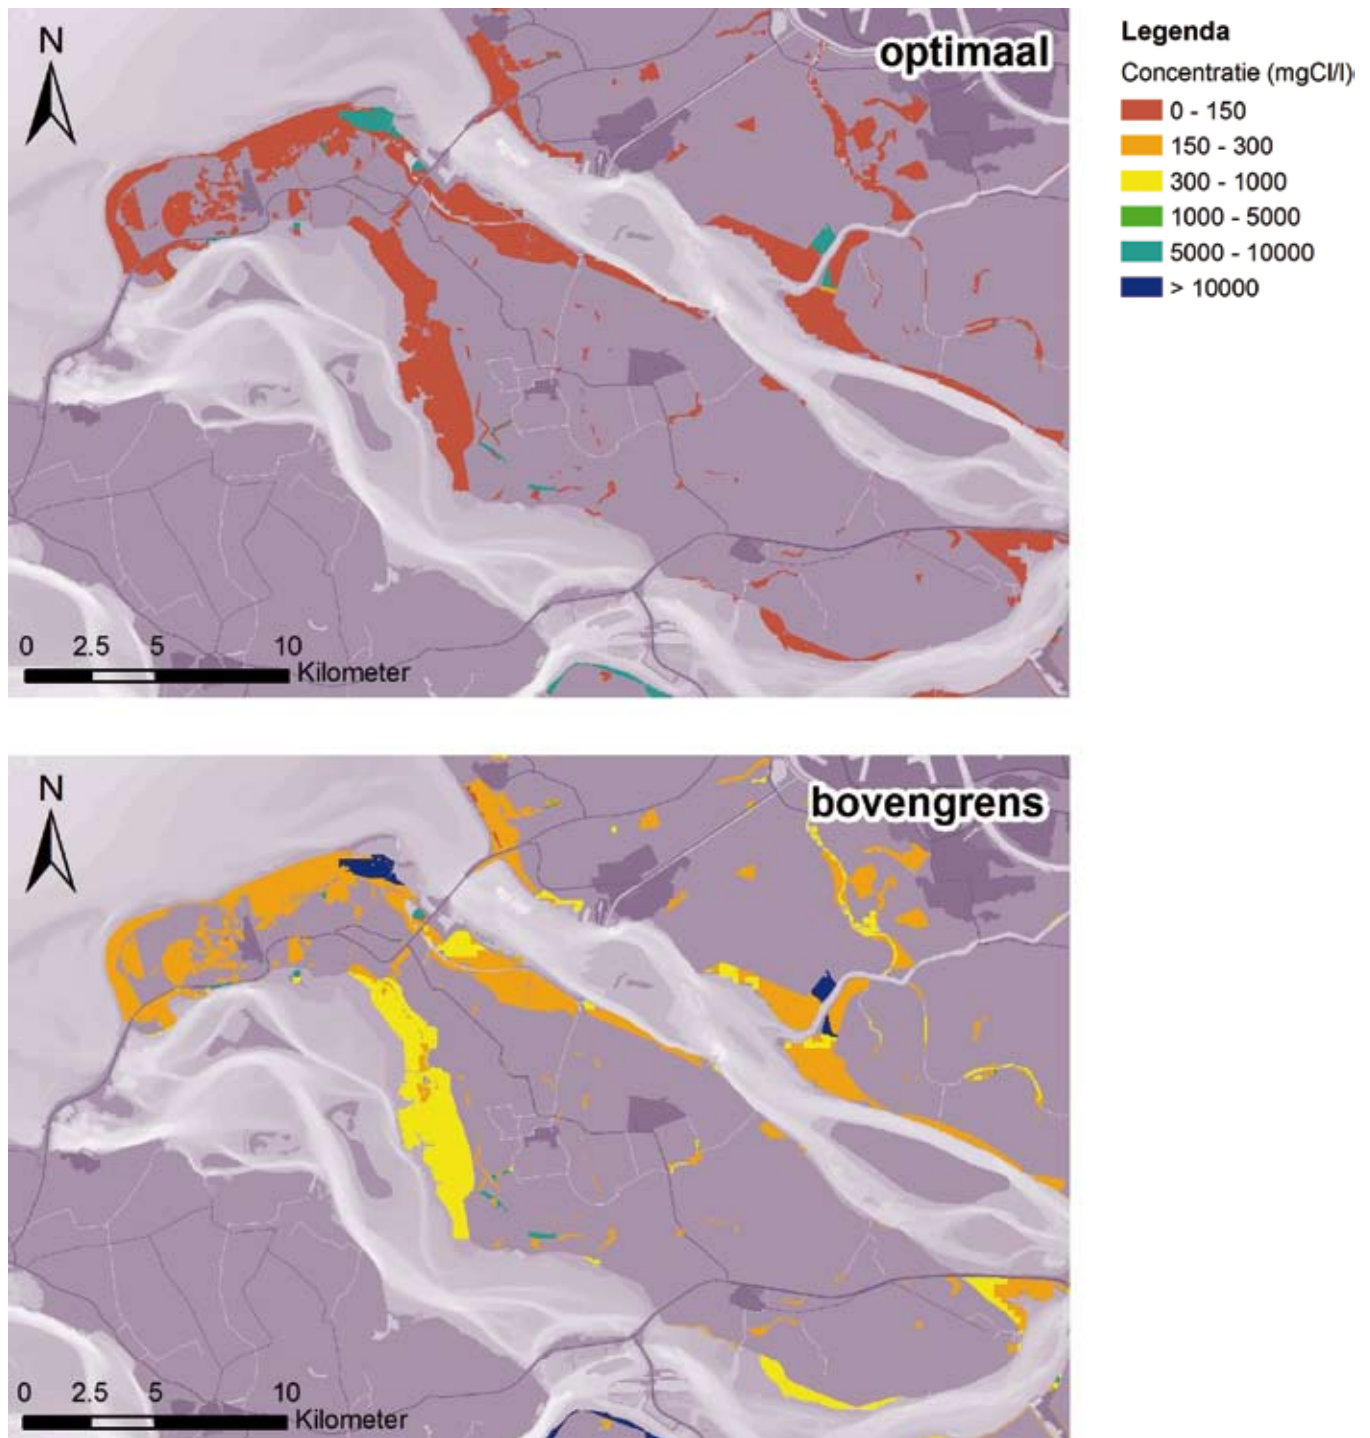 N
optimaal
0 2.5 5 10
Kilometer
Legenda
Concentratie (mgCl/l)
0 - 150
150 - 300
300 - 1000
1000 - 5000
5000 - 10000
> 10000
N
bovengrens
0 2.5 5 10
Kilometer